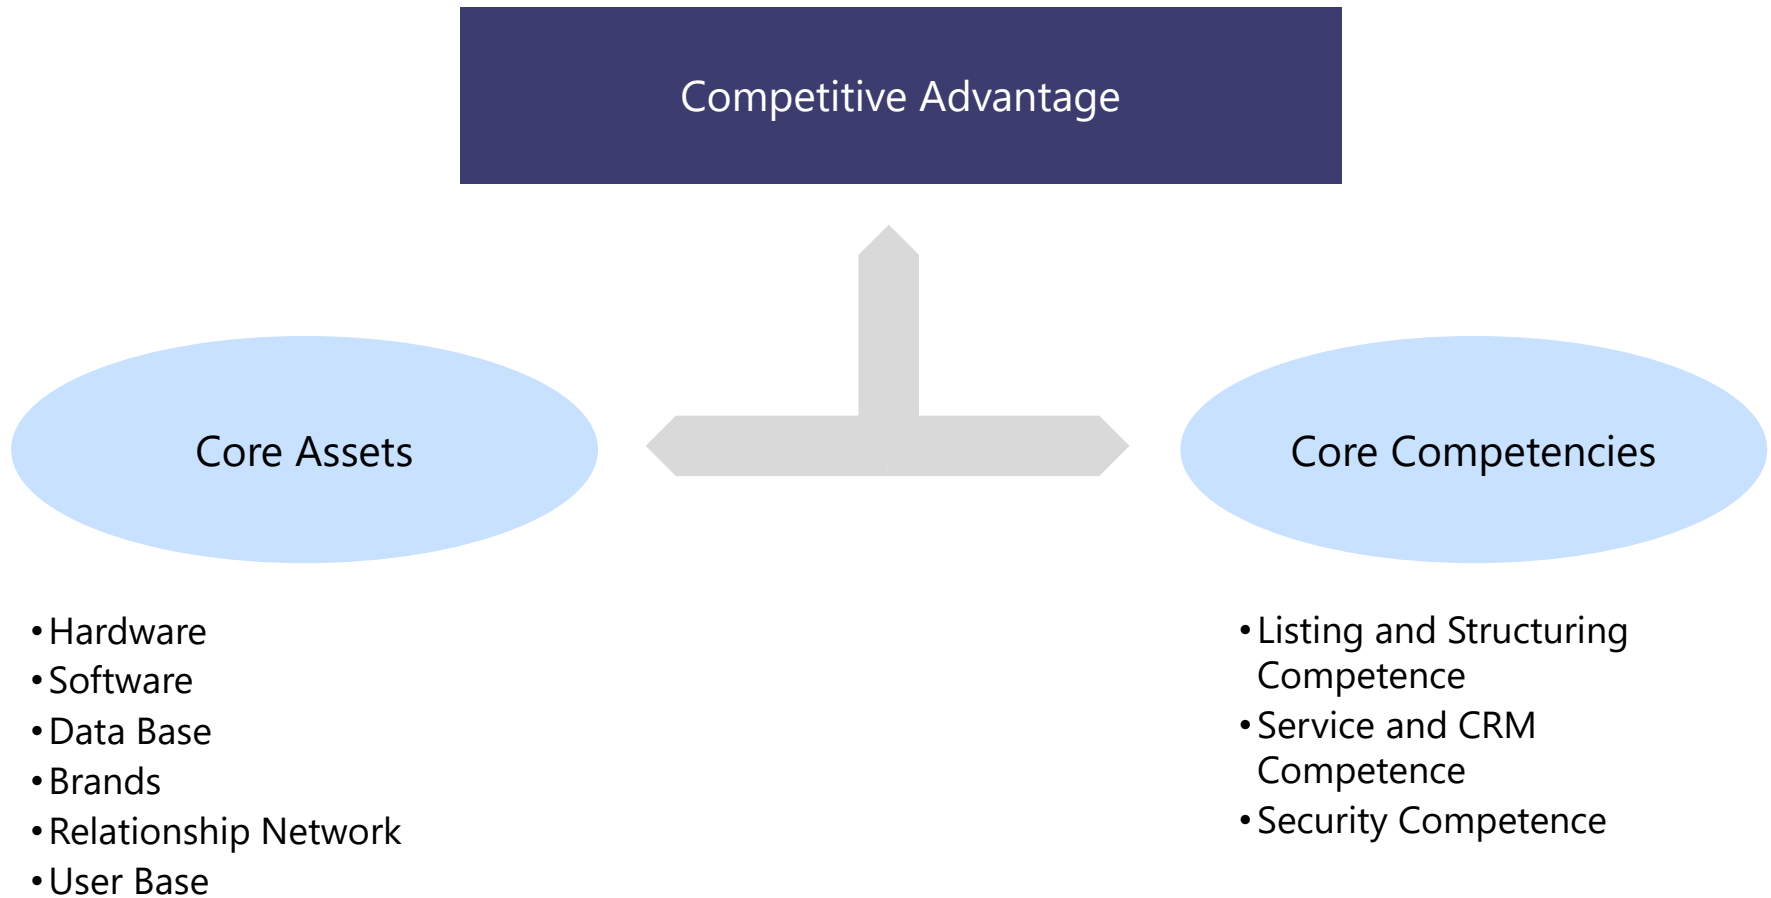 Competitive Advantage
Core Assets
Core Competencies
•Hardware
•Software
•Data Base
•Brands
•Relationship Network
•User Base
•Listing and Structuring
Competence
•Service and CRM
Competence
•Security Competence